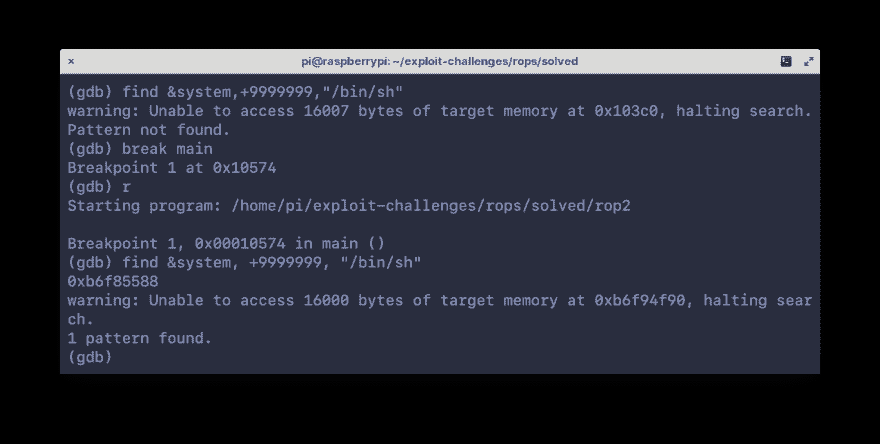 × pi@raspberrypi: ~/exploit-challenges/rops/solved
(gdb) find &system,+9999999,"/bin/sh"
warning: Unable to access 16007 bytes of target memory at 0x103c0, halting search.
Pattern not found.
(gdb) break main
Breakpoint 1 at 0x10574
(gdb) r
Starting program: /home/pi/exploit-challenges/rops/solved/rop2
Breakpoint 1, 0x00010574 in main ()
(gdb) find &system, +9999999, "/bin/sh"
0xb6f85588
warning: Unable to access 16000 bytes of target memory at 0xb6f94f90, halting sear
ch.
1 pattern found.
(gdb)